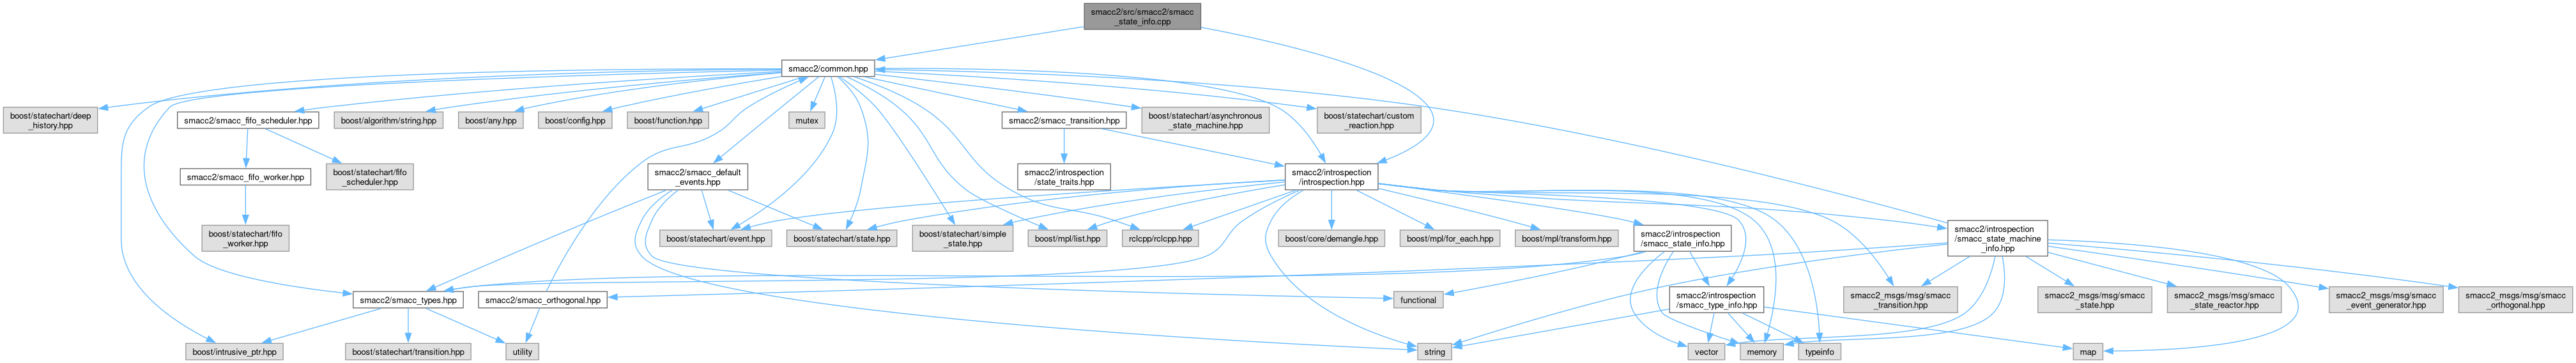 smacc2/src/smacc2/smacc
_state_info.cpp
smacc2/common.hpp
boost/statechart/deep
_history.hpp
smacc2/smacc_fifo_scheduler.hpp
boost/algorithm/string.hpp
boost/any.hpp
boost/config.hpp
boost/function.hpp
mutex
smacc2/smacc_transition.hpp
boost/statechart/asynchronous
_state_machine.hpp
boost/statechart/custom
_reaction.hpp
smacc2/smacc_fifo_worker.hpp
boost/statechart/fifo
_scheduler.hpp
smacc2/smacc_default
_events.hpp
smacc2/introspection
/state_traits.hpp
smacc2/introspection
/introspection.hpp
boost/statechart/fifo
_worker.hpp
boost/statechart/event.hpp
boost/statechart/state.hpp
boost/statechart/simple
_state.hpp
boost/mpl/list.hpp
rclcpp/rclcpp.hpp
boost/core/demangle.hpp
boost/mpl/for_each.hpp
boost/mpl/transform.hpp
smacc2/introspection
/smacc_state_info.hpp
smacc2/introspection
/smacc_state_machine
_info.hpp
smacc2/smacc_types.hpp
smacc2/smacc_orthogonal.hpp
functional
smacc2/introspection
/smacc_type_info.hpp
smacc2_msgs/msg/smacc
_transition.hpp
smacc2_msgs/msg/smacc
_state.hpp
smacc2_msgs/msg/smacc
_state_reactor.hpp
smacc2_msgs/msg/smacc
_event_generator.hpp
smacc2_msgs/msg/smacc
_orthogonal.hpp
boost/intrusive_ptr.hpp
boost/statechart/transition.hpp
utility
string
vector
memory
typeinfo
map